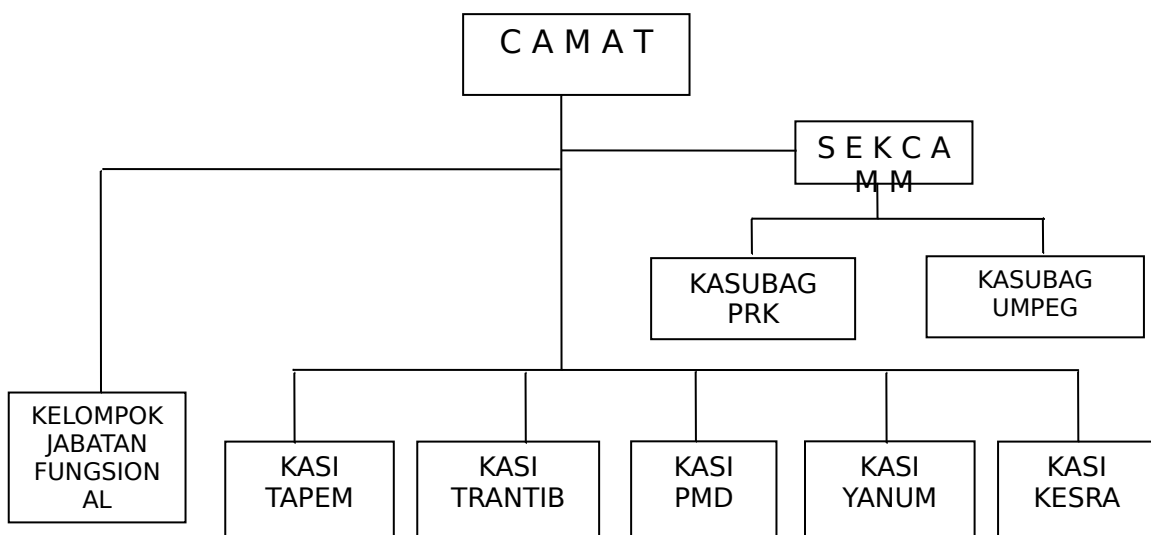 C A M A T
S E K C A
M M
KASUBAG
PRK
KASUBAG
UMPEG
KELOMPOK
JABATAN
FUNGSION
AL
KASI
TAPEM
KASI
TRANTIB
KASI
PMD
KASI
YANUM
KASI
KESRA